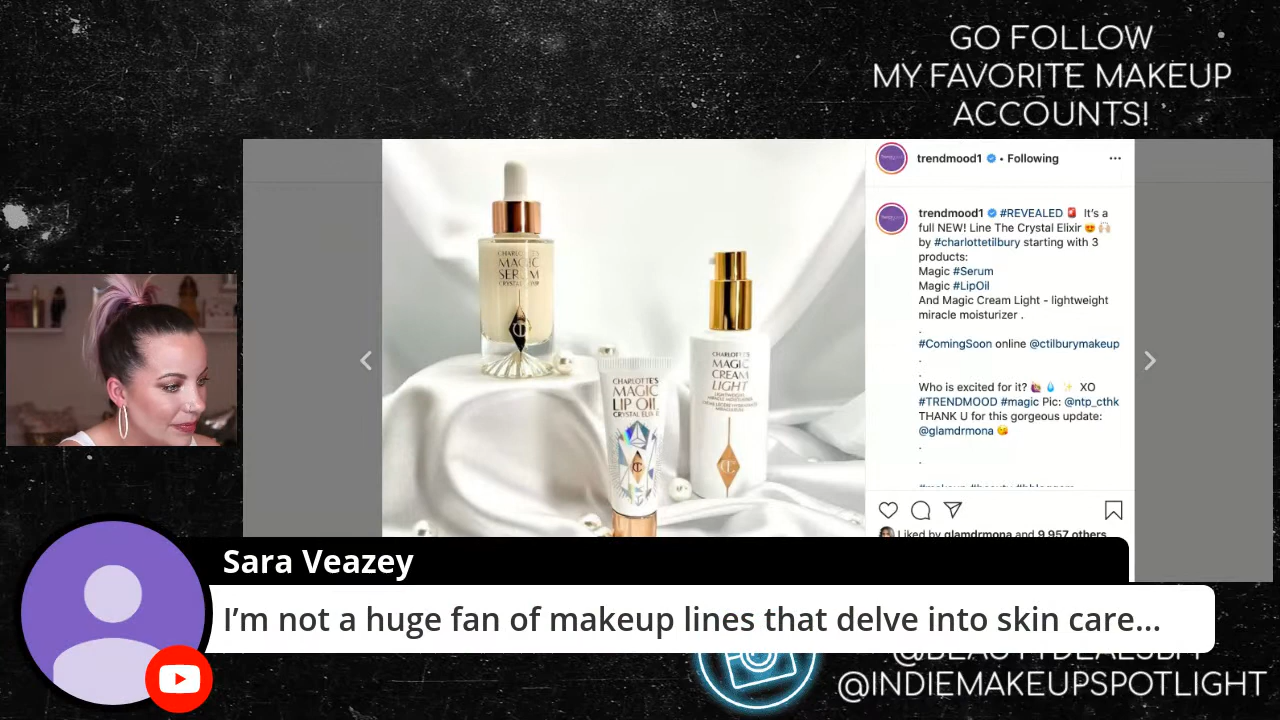 GO FOLLOW
MY FAVORITE MAKEUP
ACCOUNTS!
trendmood1 • Following
trendmood1 #REVEALED 🚨 It's a
full NEW! Line The Crystal Elixir 😍 🙌🏻
by #charlottetilbury starting with 3
products:
Magic #Serum
Magic #LipOil
And Magic Cream Light - lightweight
miracle moisturizer .
.
#ComingSoon online @ctilburymakeup
.
.
Who is excited for it? 🙋🏻‍♀️ 💧 ✨ XO
#TRENDMOOD #magic Pic: @ntp_cthk
THANK U for this gorgeous update:
@glamdrmona 😘
.
.
Liked by glamdrmona and 9,957 others
CHARLOTTE'S
MAGIC
SERUM
CRYSTAL ELIXIR
CHARLOTTE'S
MAGIC
LIP OIL
CRYSTAL ELIXIR
CHARLOTTE'S
MAGIC
CREAM
LIGHT
LIGHTWEIGHT
MIRACLE MOISTURISER
Sara Veazey
I'm not a huge fan of makeup lines that delve into skin care...
@INDIEMAKEUPSPOTLIGHT